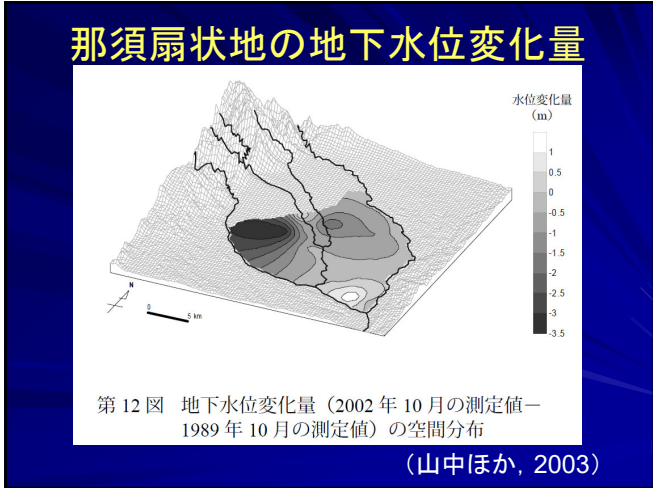 那須扇状地の地下水位変化量
水位変化量
(m)
1
0.5
0
-0.5
-1
-1.5
-2
-2.5
-3
-3.5
N
0
5 km
第 12 図 地下水位変化量（2002 年 10 月の測定値－
1989 年 10 月の測定値）の空間分布
（山中ほか，2003）